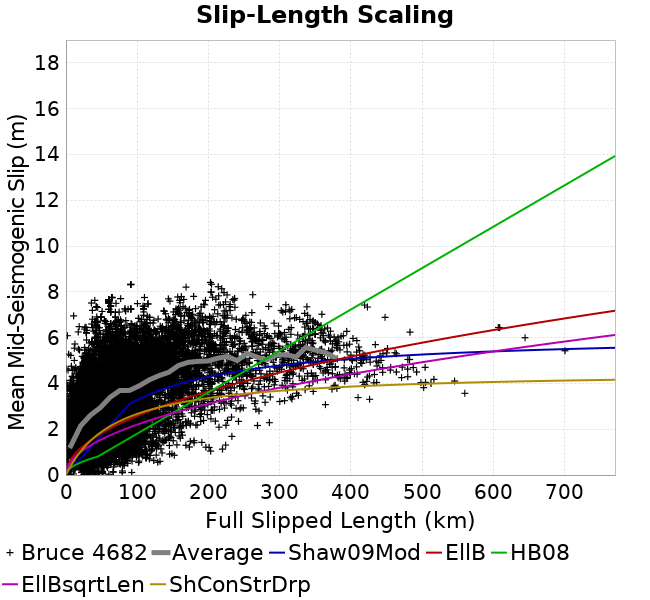 Slip-Length Scaling
Mean Mid-Seismogenic Slip (m)
18
16
14
12
10
8
6
4
2
0
0 100 200 300 400 500 600 700
Full Slipped Length (km)
Bruce 4682 Average Shaw09Mod EllB HB08
EllBsqrtLen ShConStrDrp